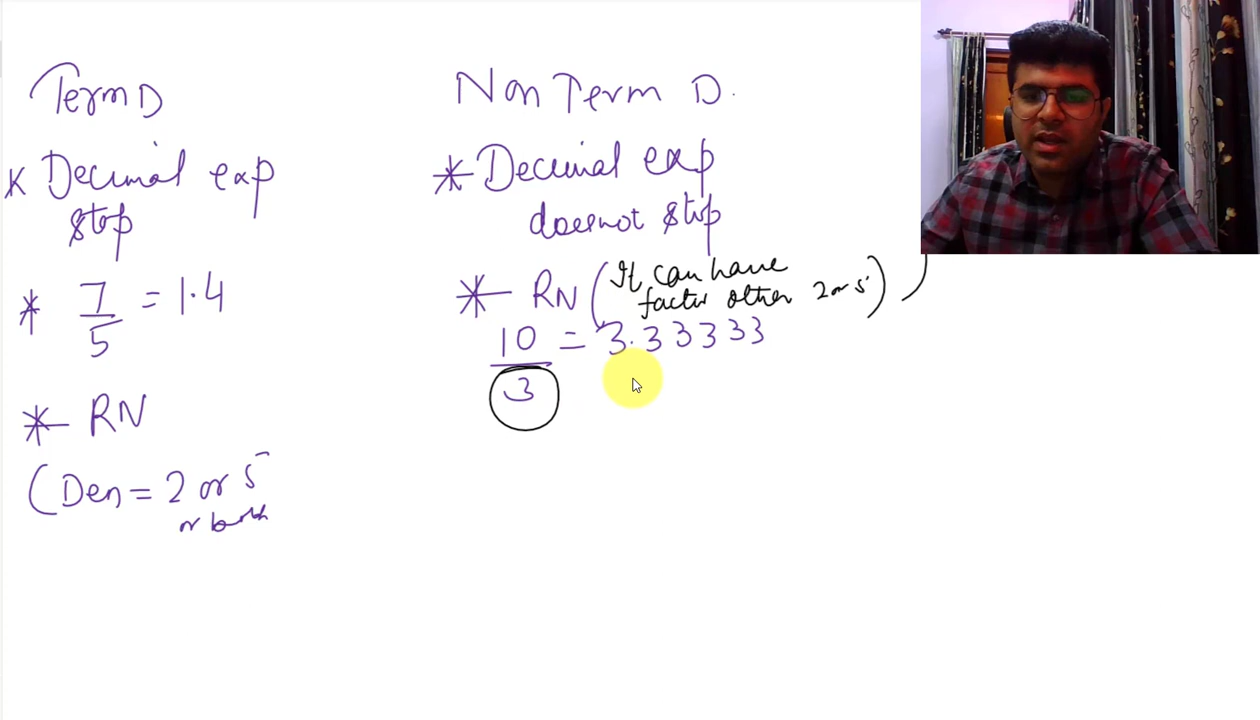 Term D
* Decimal exp
stop
* 7/5 = 1.4
* RN
(Den = 2 or 5
or both
Non Term D.
* Decimal exp
doesnot stop
* RN (It can have
factor other 2 or 5)
10/3 = 3.33333